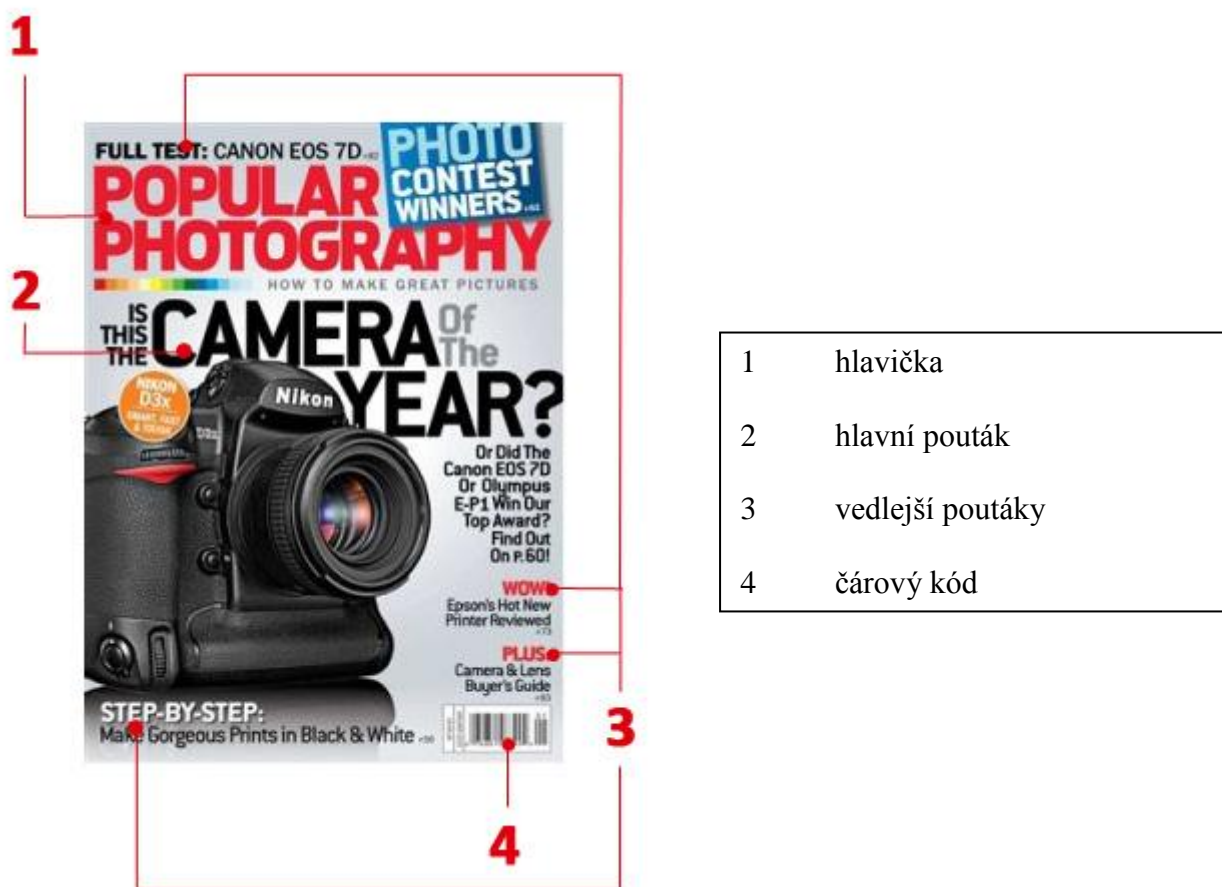 1
FULL TEST: CANON EOS 7D
PHOTO
CONTEST
WINNERS
POPULAR
PHOTOGRAPHY
HOW TO MAKE GREAT PICTURES
2
IS
THIS
THE
CAMERA
Of
The
YEAR?
NIKON
D3x
SMART, FAST
Nikon
Or Did The
Canon EOS 7D
Or Olympus
E-P1 Win Our
Top Award?
Find Out
On P.60!
WOW!
Epson's Hot New
Printer Reviewed
PLUS:
Camera & Lens
Buyer's Guide
STEP-BY-STEP:
Make Gorgeous Prints in Black & White
3
4
1 hlavička
2 hlavní pouták
3 vedlejší poutáky
4 čárový kód